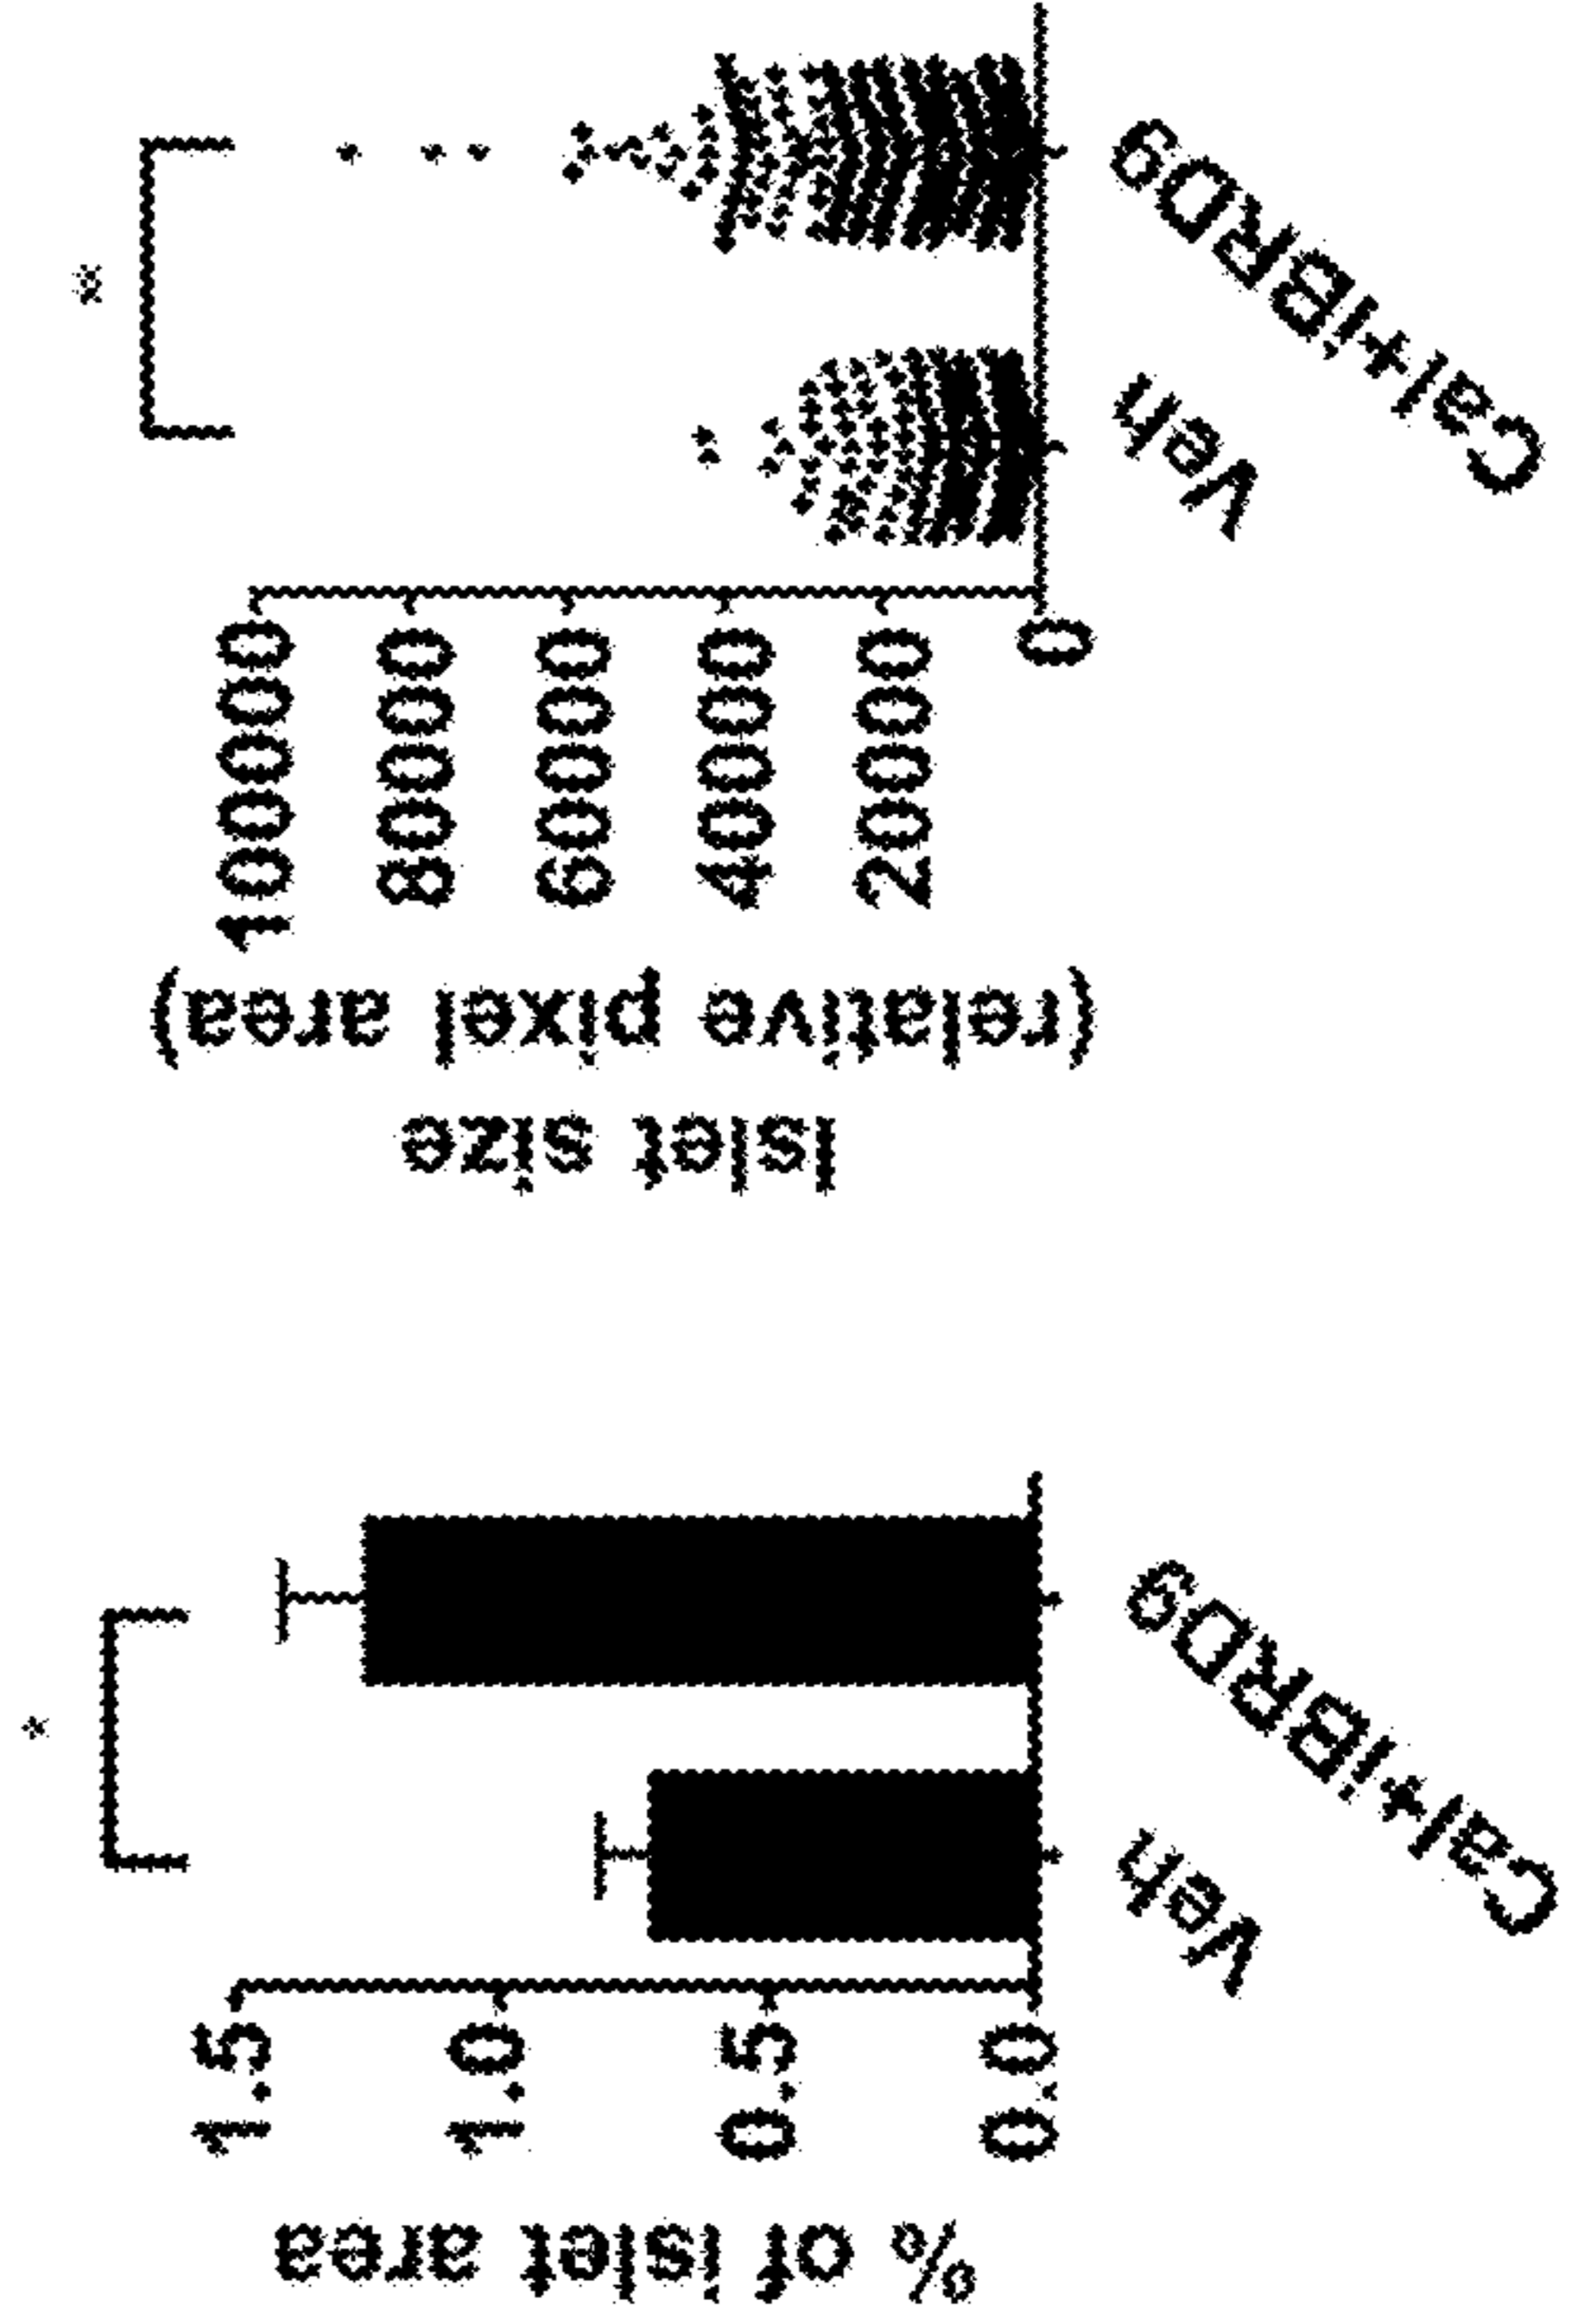 % of islet area
1.5
1.0
0.5
0.0
*
Veh
Cal+iBRD9
Islet size
(relative pixel area)
100000
80000
60000
40000
20000
0
*
Veh
Cal+iBRD9